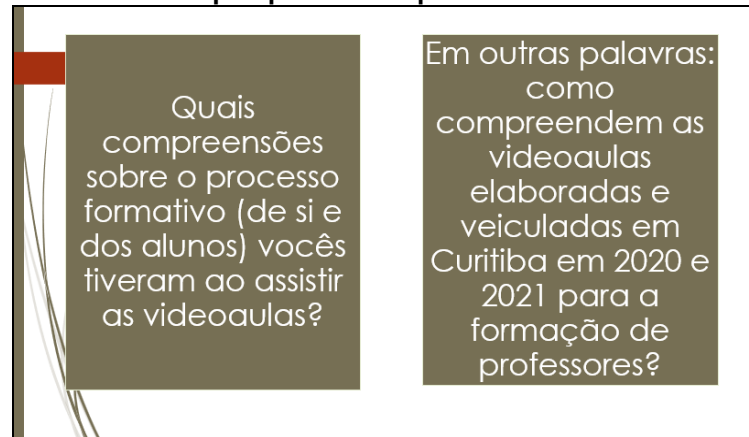 Quais
compreensões
sobre o processo
formativo (de si e
dos alunos) vocês
tiveram ao assistir
as videoaulas?
Em outras palavras:
como
compreendem as
videoaulas
elaboradas e
veiculadas em
Curitiba em 2020 e
2021 para a
formação de
professores?